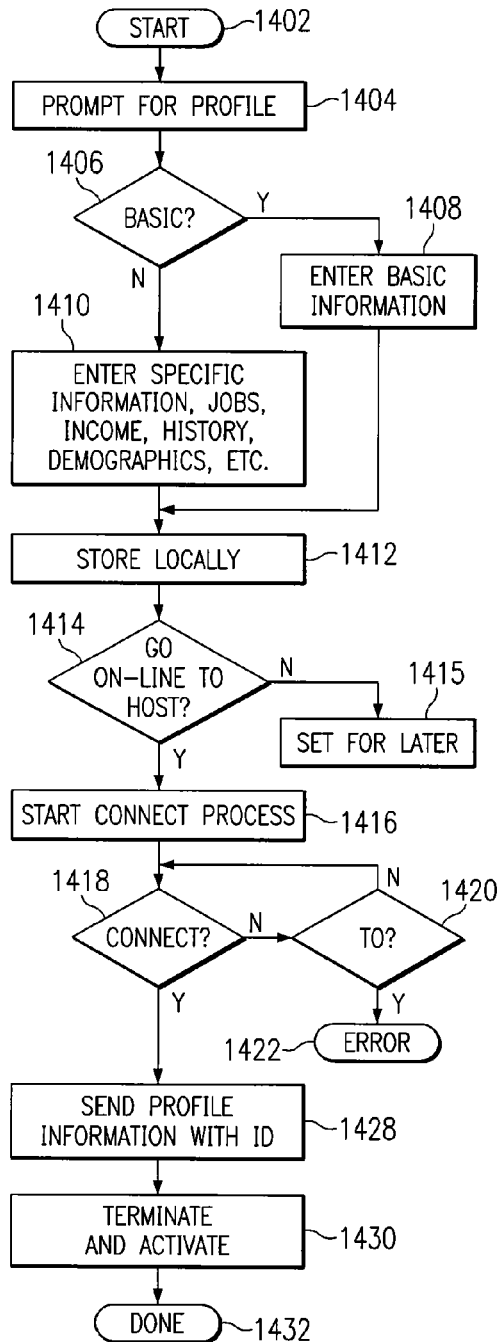 START
1402
PROMPT FOR PROFILE
1404
1406
BASIC?
Y
N
1408
ENTER BASIC
INFORMATION
1410
ENTER SPECIFIC
INFORMATION, JOBS,
INCOME, HISTORY,
DEMOGRAPHICS, ETC.
STORE LOCALLY
1412
1414
GO
ON-LINE TO
HOST?
N
Y
1415
SET FOR LATER
START CONNECT PROCESS
1416
1418
CONNECT?
N
Y
N
1420
TO?
Y
1422
ERROR
SEND PROFILE
INFORMATION WITH ID
1428
TERMINATE
AND ACTIVATE
1430
DONE
1432